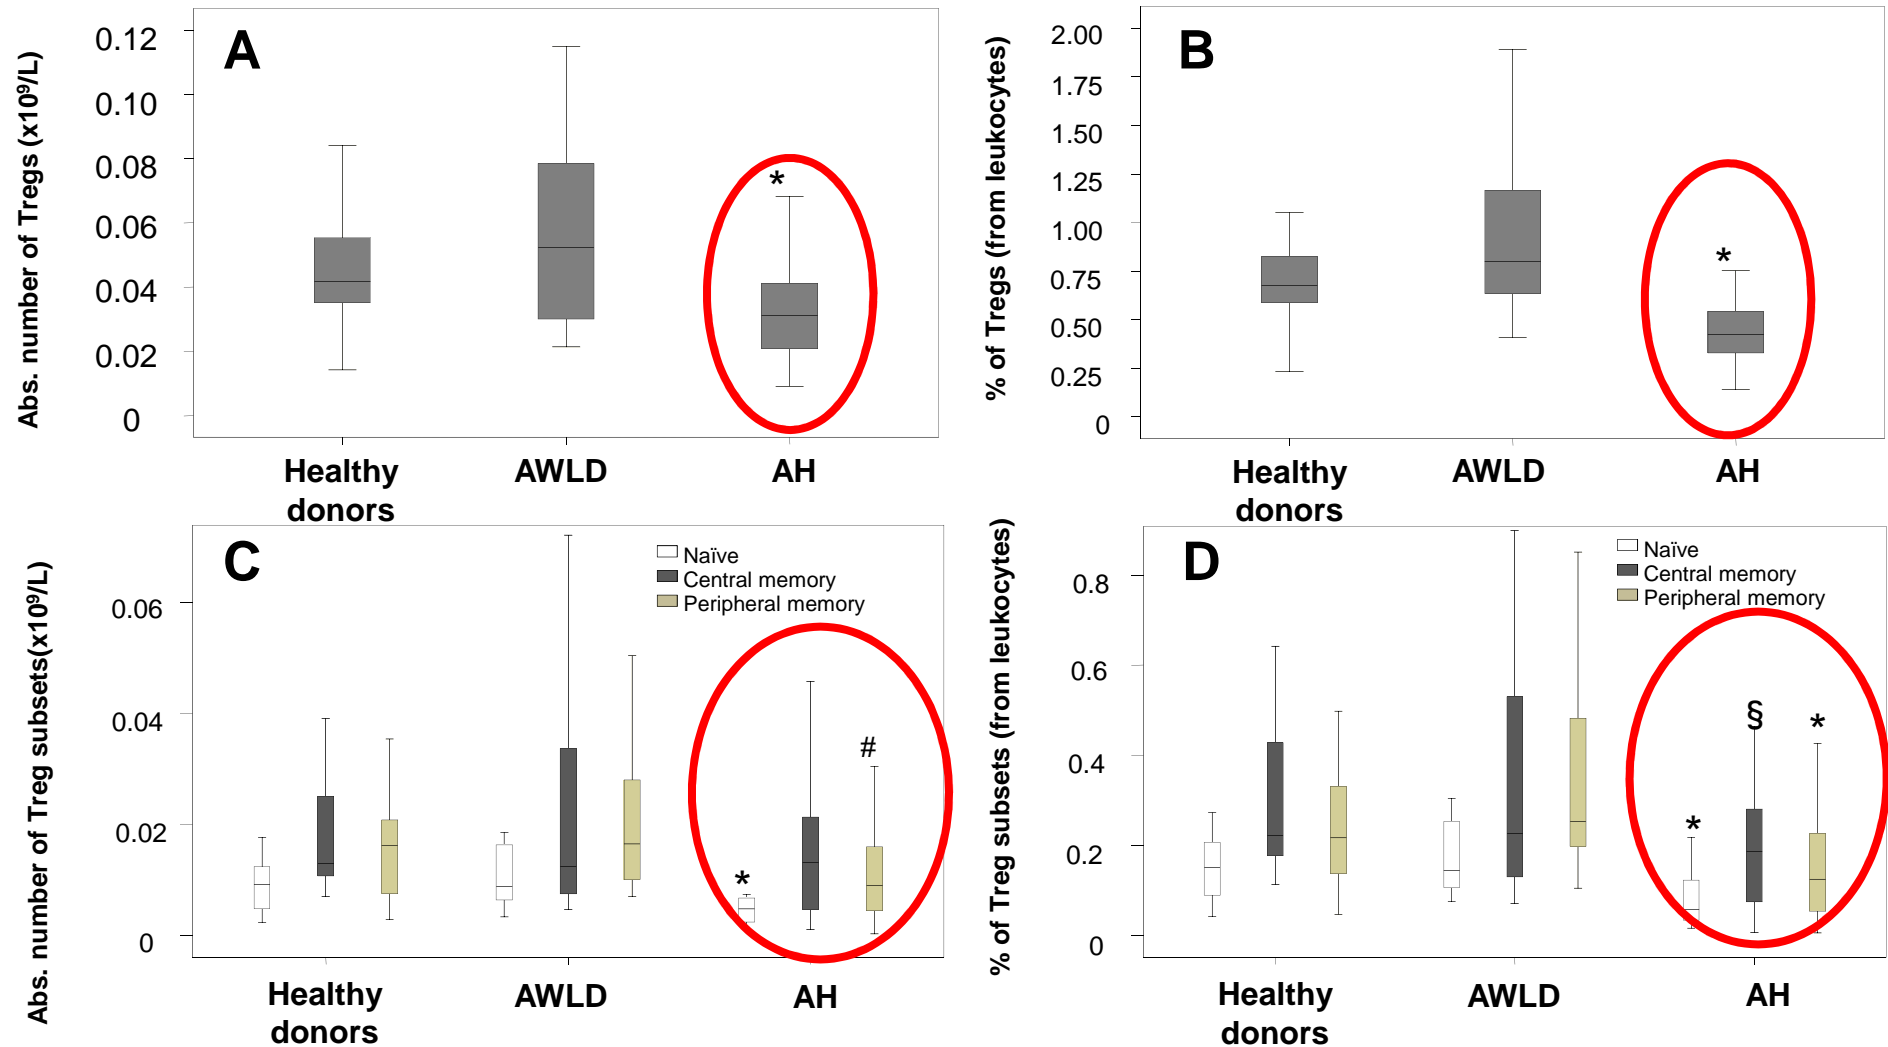 A
Abs. number of Tregs (x10⁹/L)
0.12
0.10
0.08
0.06
0.04
0.02
0
*
Healthy
donors
AWLD
AH
B
% of Tregs (from leukocytes)
2.00
1.75
1.50
1.25
1.00
0.75
0.50
0.25
0
*
Healthy
donors
AWLD
AH
C
Abs. number of Treg subsets(x10⁹/L)
0.06
0.04
0.02
0
Naïve
Central memory
Peripheral memory
*
#
Healthy
donors
AWLD
AH
D
% of Treg subsets (from leukocytes)
0.8
0.6
0.4
0.2
0
Naïve
Central memory
Peripheral memory
*
§
*
Healthy
donors
AWLD
AH